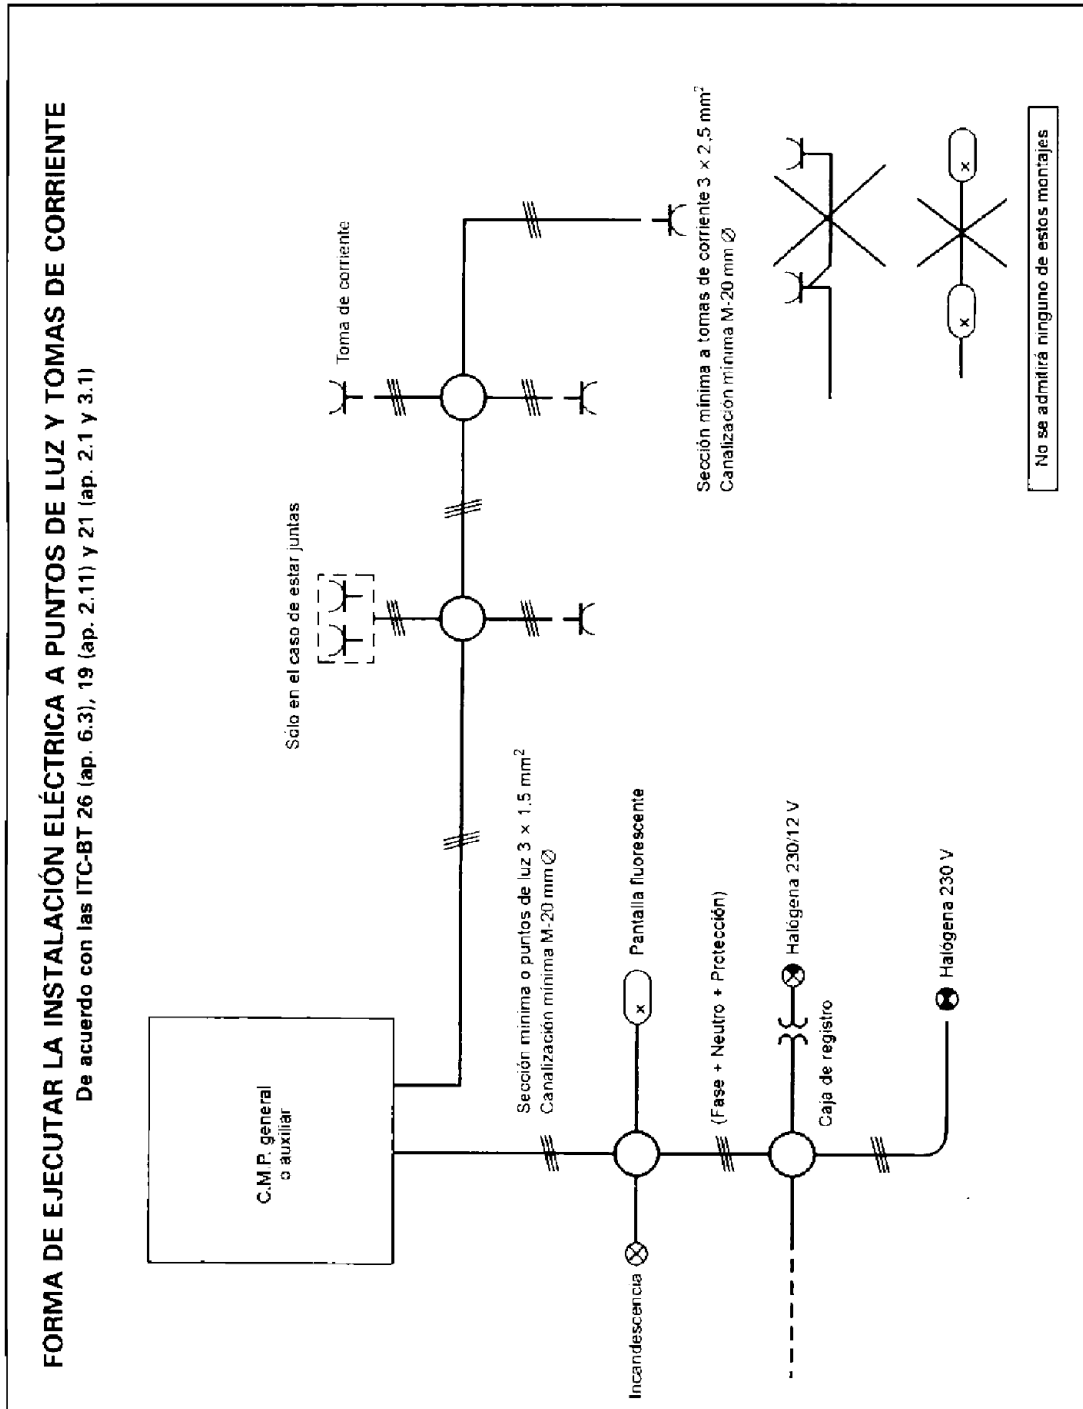 FORMA DE EJECUTAR LA INSTALACIÓN ELÉCTRICA A PUNTOS DE LUZ Y TOMAS DE CORRIENTE
De acuerdo con las ITC-BT 26 (ap. 6.3), 19 (ap. 2.11) y 21 (ap. 2.1 y 3.1)
C.M.P. general
o auxiliar
Sólo en el caso de estar juntas
Toma de corriente
Sección mínima o puntos de luz 3 × 1.5 mm²
Canalización mínima M-20 mm Ø
Sección mínima a tomas de corriente 3 × 2,5 mm²
Canalización mínima M-20 mm Ø
Incandescencia
x
Pantalla fluorescente
(Fase + Neutro + Protección)
Halógena 230/12 V
Caja de registro
Halógena 230 V
x
x
No se admitirá ninguno de estos montajes